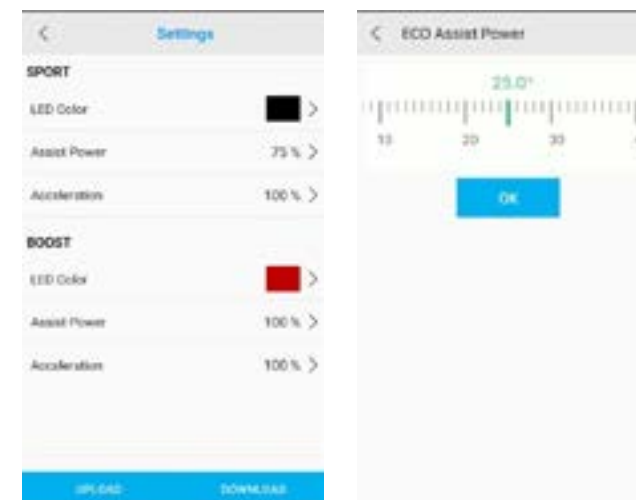 Settings
SPORT
LED Color
Assist Power 75 %
Acceleration 100 %
BOOST
LED Color
Assist Power 100 %
Acceleration 100 %
UPLOAD DOWNLOAD
ECO Assist Power
25.0°
10 20 30
OK